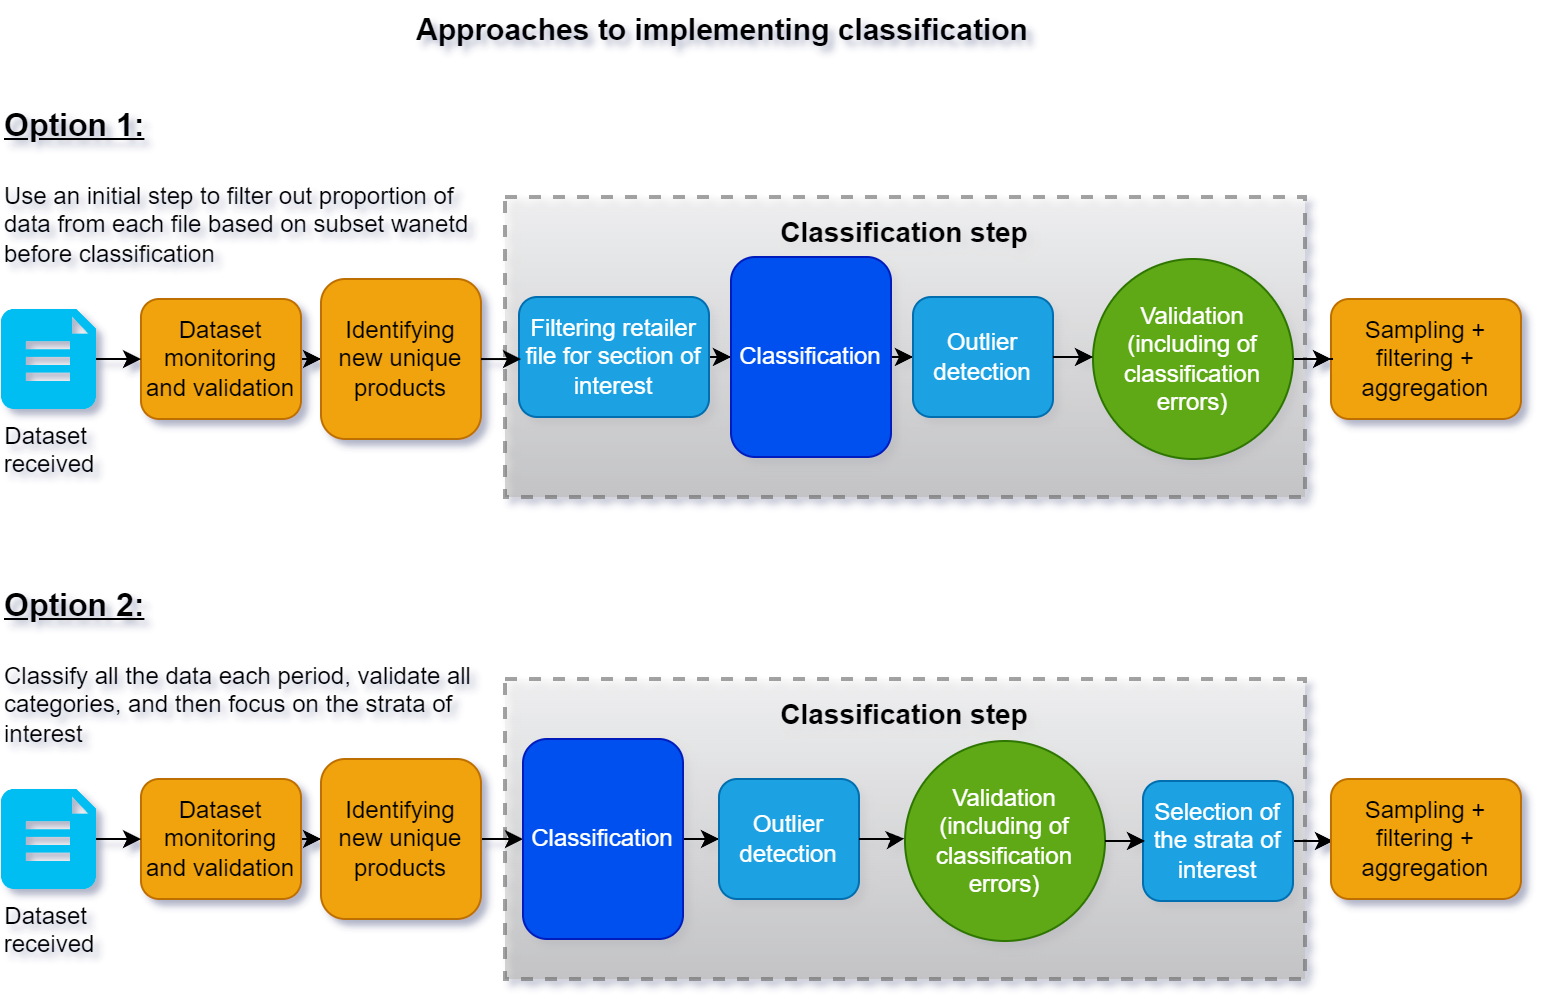 Approaches to implementing classification
Option 1:
Use an initial step to filter out proportion of
data from each file based on subset wanetd
before classification
Dataset
received
Dataset
monitoring
and validation
Identifying
new unique
products
Classification step
Filtering retailer
file for section of
interest
Classification
Outlier
detection
Validation
(including of
classification
errors)
Sampling +
filtering +
aggregation
Option 2:
Classify all the data each period, validate all
categories, and then focus on the strata of
interest
Dataset
received
Dataset
monitoring
and validation
Identifying
new unique
products
Classification step
Classification
Outlier
detection
Validation
(including of
classification
errors)
Selection of
the strata of
interest
Sampling +
filtering +
aggregation